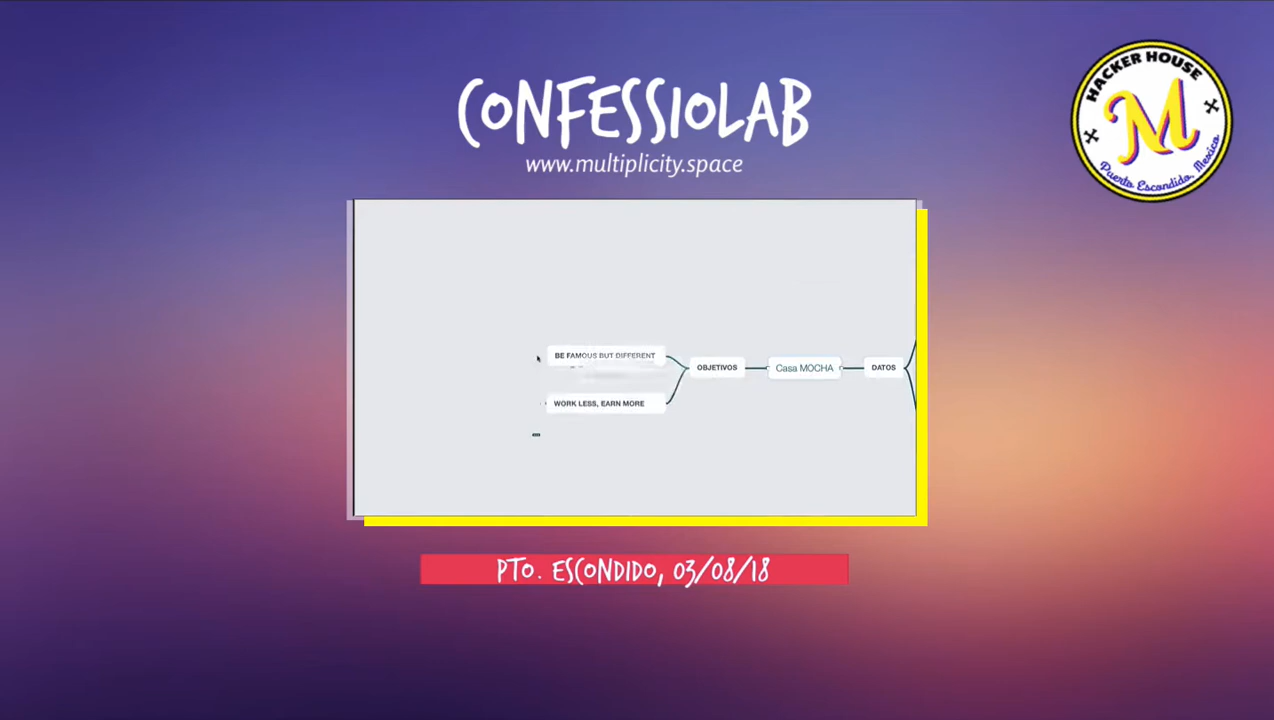 CONFESSIOLAB
www.multiplicity.space
HACKER HOUSE
M
Puerto Escondido, Mexico
BE FAMOUS BUT DIFFERENT
OBJETIVOS
Casa MOCHA
DATOS
WORK LESS, EARN MORE
PTO. ESCONDIDO, 03/08/18